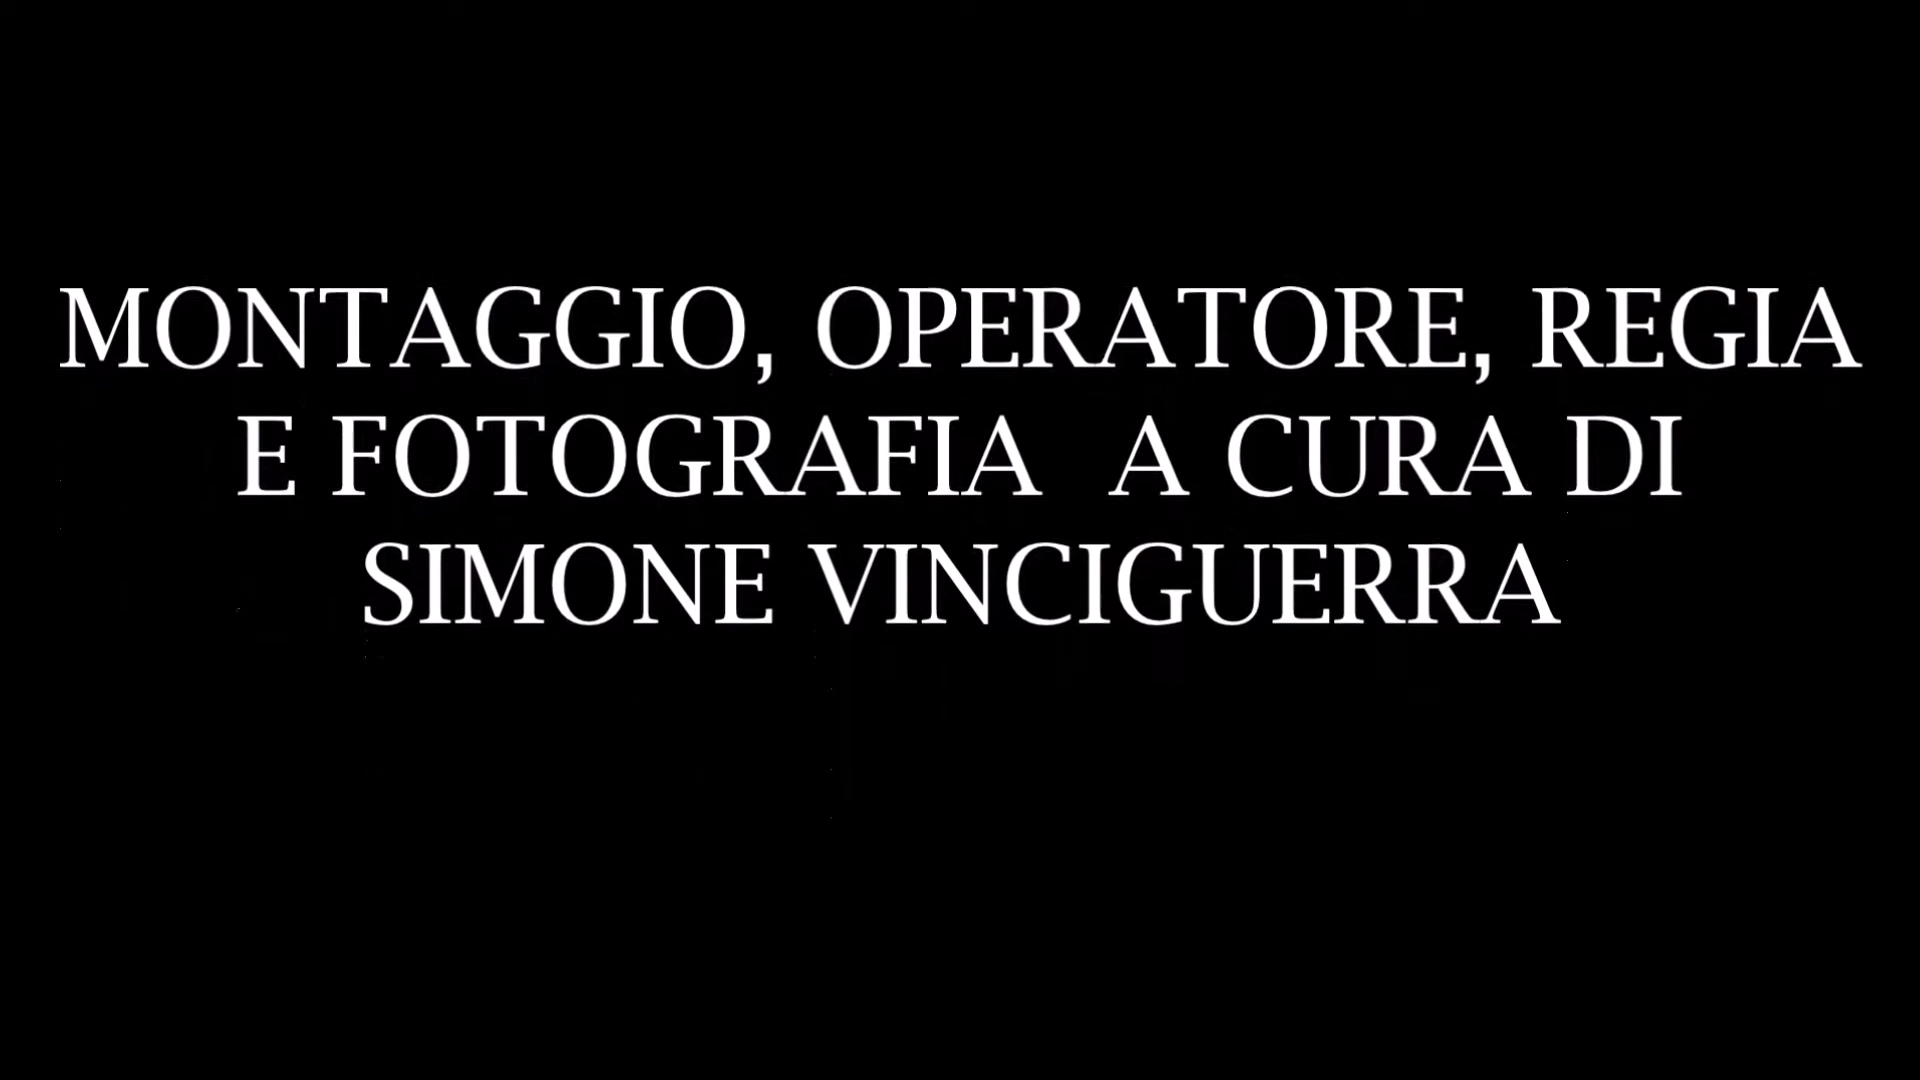 MONTAGGIO, OPERATORE, REGIA
E FOTOGRAFIA  A CURA DI
SIMONE VINCIGUERRA